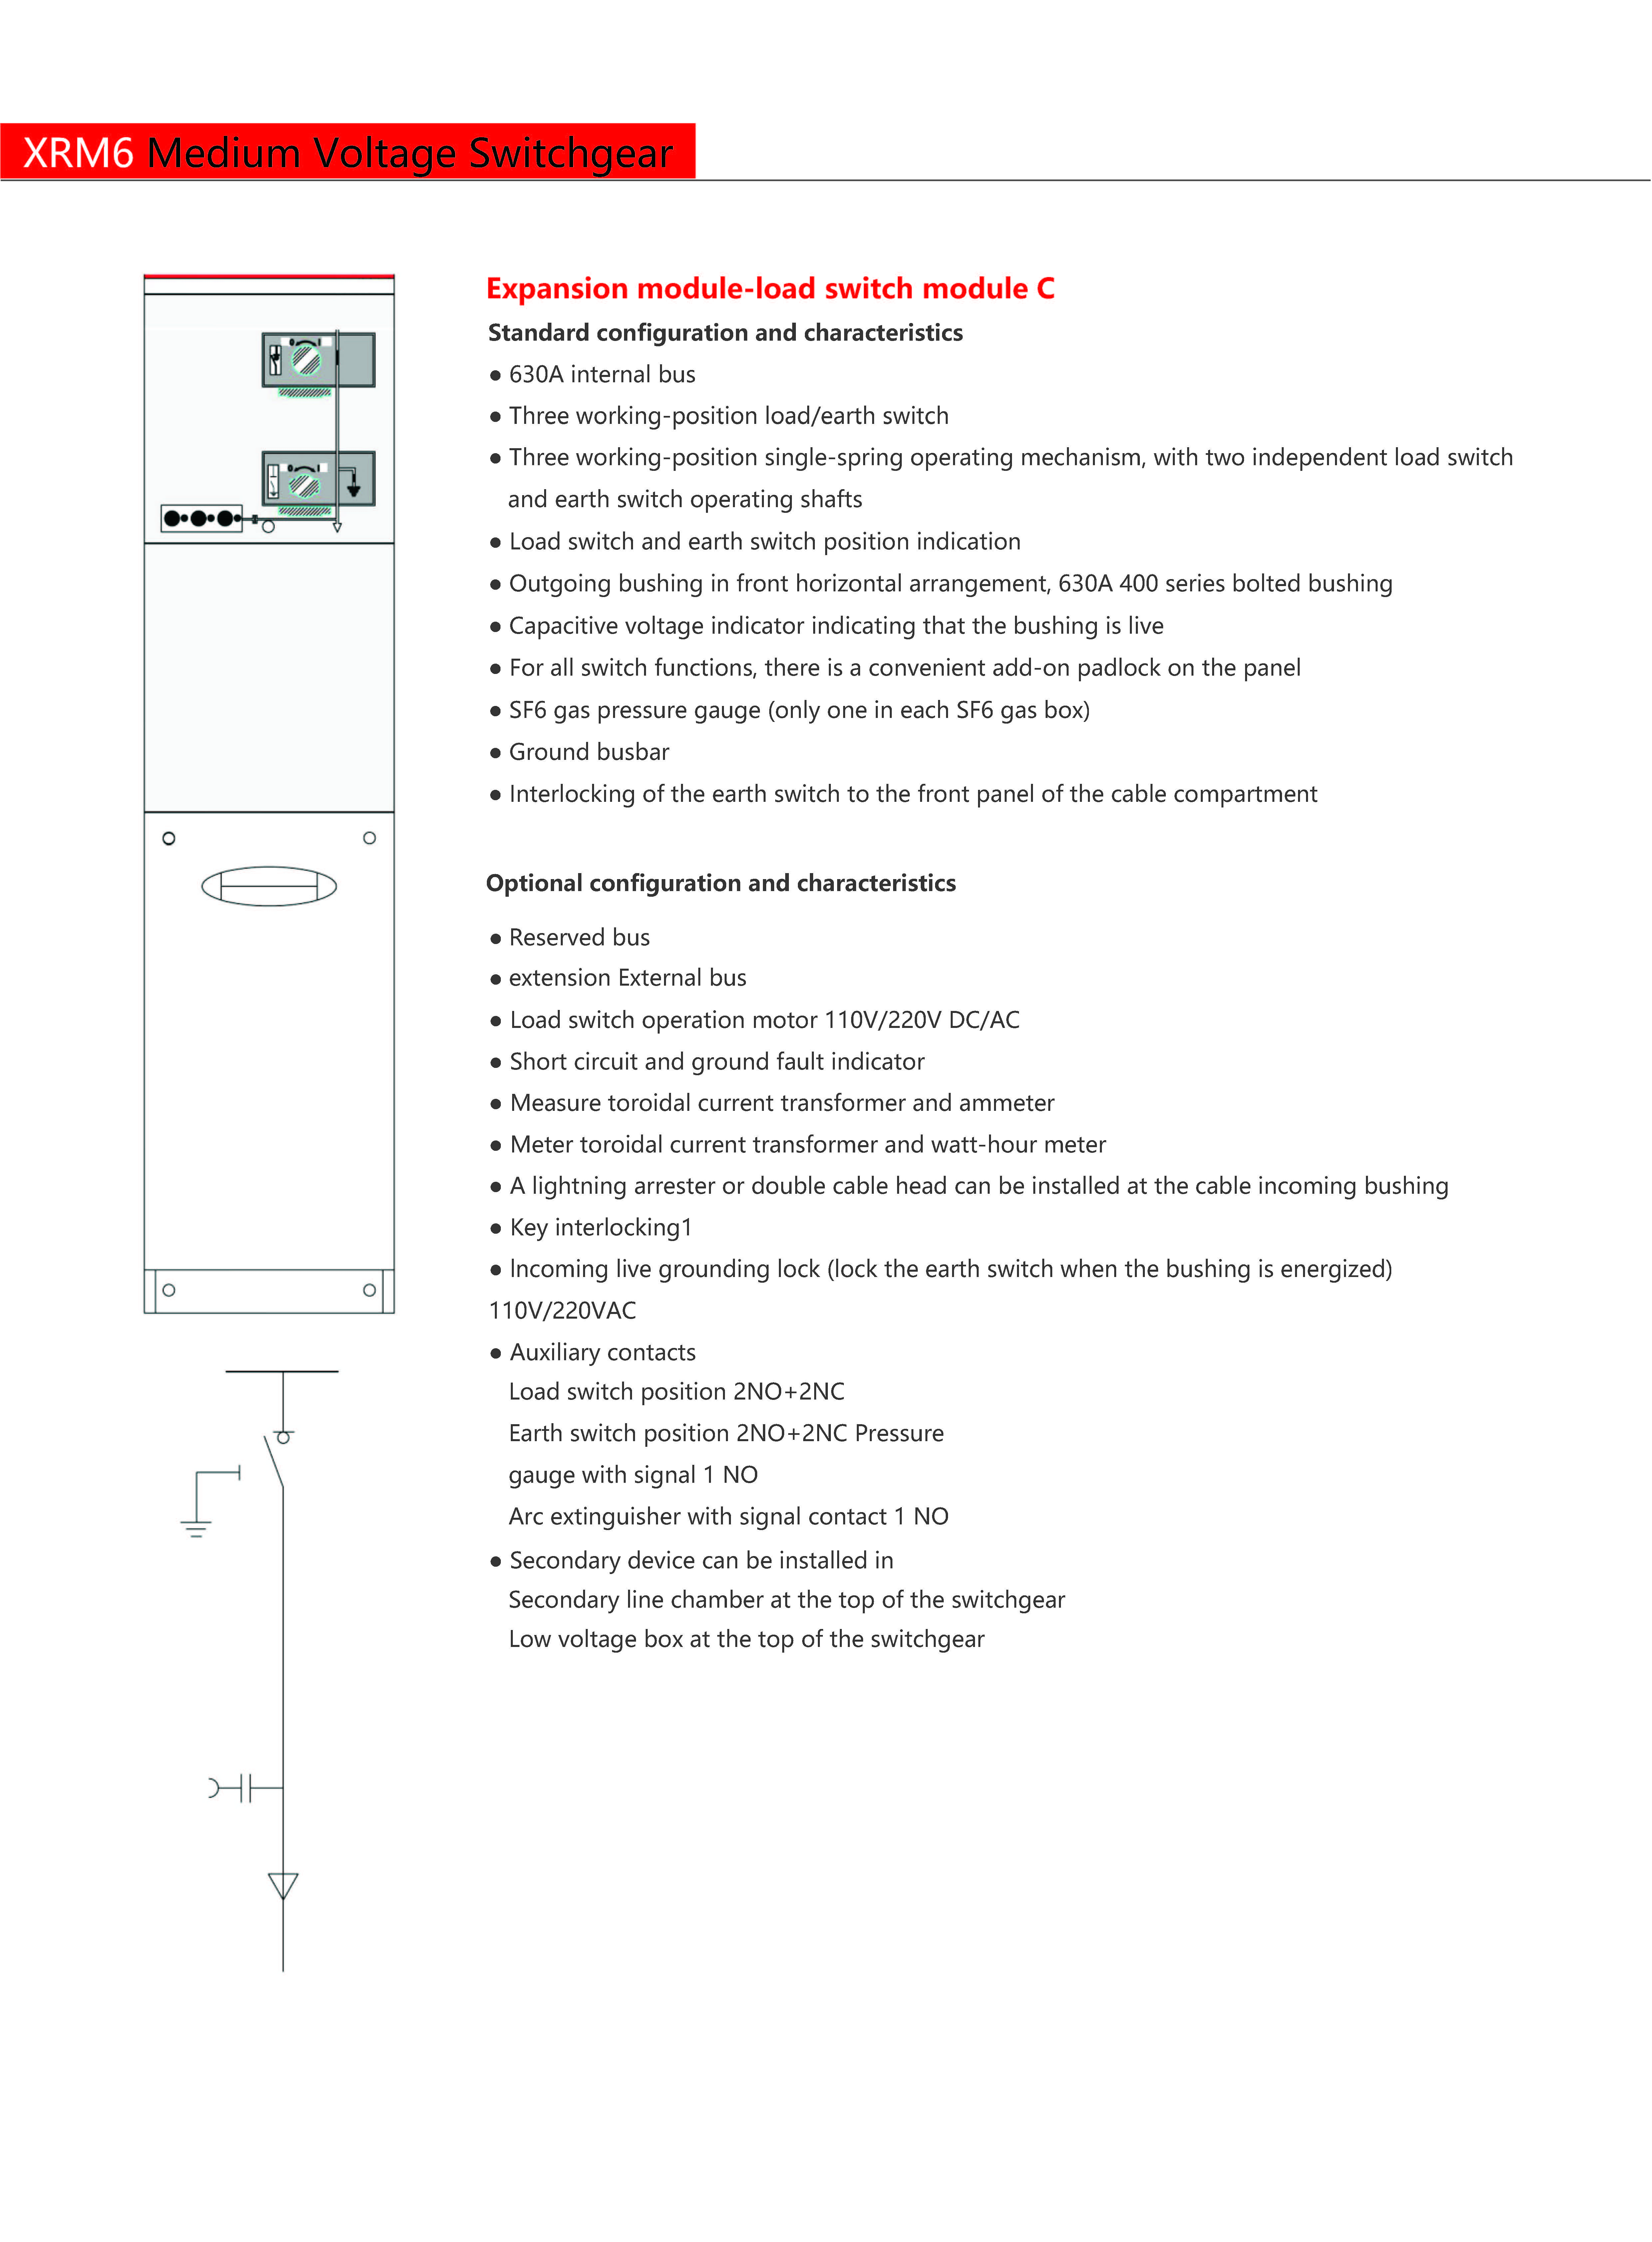 XRM6 Medium Voltage Switchgear
Expansion module-load switch module C
Standard configuration and characteristics
● 630A internal bus
● Three working-position load/earth switch
● Three working-position single-spring operating mechanism, with two independent load switch
and earth switch operating shafts
● Load switch and earth switch position indication
● Outgoing bushing in front horizontal arrangement, 630A 400 series bolted bushing
● Capacitive voltage indicator indicating that the bushing is live
● For all switch functions, there is a convenient add-on padlock on the panel
● SF6 gas pressure gauge (only one in each SF6 gas box)
● Ground busbar
● Interlocking of the earth switch to the front panel of the cable compartment
Optional configuration and characteristics
● Reserved bus
● extension External bus
● Load switch operation motor 110V/220V DC/AC
● Short circuit and ground fault indicator
● Measure toroidal current transformer and ammeter
● Meter toroidal current transformer and watt-hour meter
● A lightning arrester or double cable head can be installed at the cable incoming bushing
● Key interlocking1
● Incoming live grounding lock (lock the earth switch when the bushing is energized)
110V/220VAC
● Auxiliary contacts
Load switch position 2NO+2NC
Earth switch position 2NO+2NC Pressure
gauge with signal 1 NO
Arc extinguisher with signal contact 1 NO
● Secondary device can be installed in
Secondary line chamber at the top of the switchgear
Low voltage box at the top of the switchgear
0 I
0 I